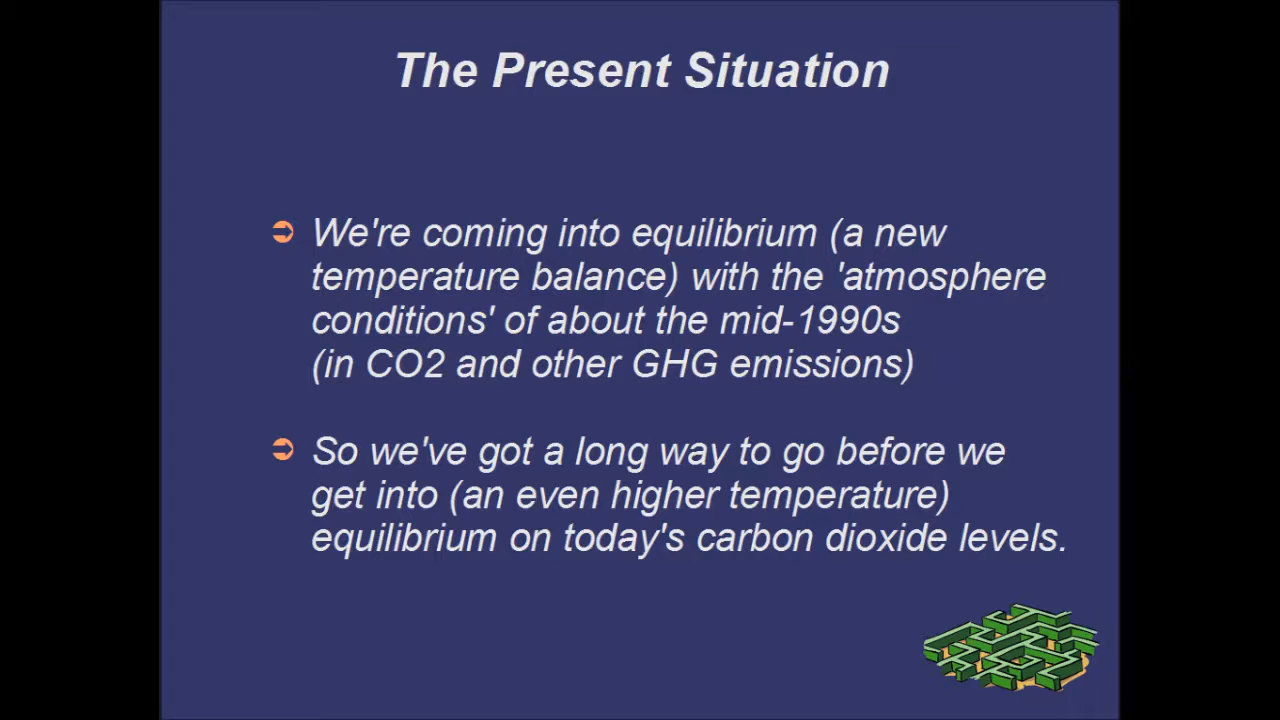 The Present Situation
We're coming into equilibrium (a new
temperature balance) with the 'atmosphere
conditions' of about the mid-1990s
(in CO2 and other GHG emissions)
So we've got a long way to go before we
get into (an even higher temperature)
equilibrium on today's carbon dioxide levels.